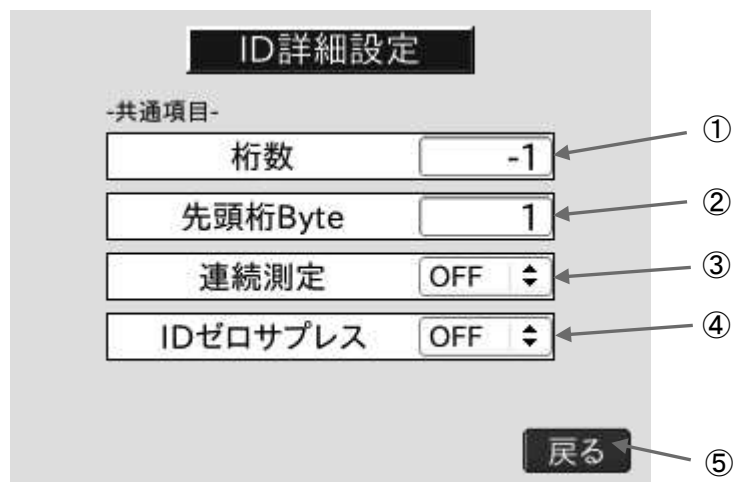 ID詳細設定
-共通項目-
桁数 -1 ①
先頭桁Byte 1 ②
連続測定 OFF ③
IDゼロサプレス OFF ④
戻る ⑤